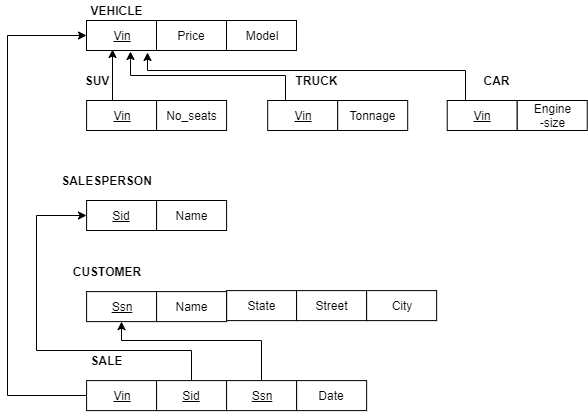 VEHICLE
Vin Price Model
SUV TRUCK CAR
Vin No_seats Vin Tonnage Vin Engine
-size
SALESPERSON
Sid Name
CUSTOMER
Ssn Name State Street City
SALE
Vin Sid Ssn Date